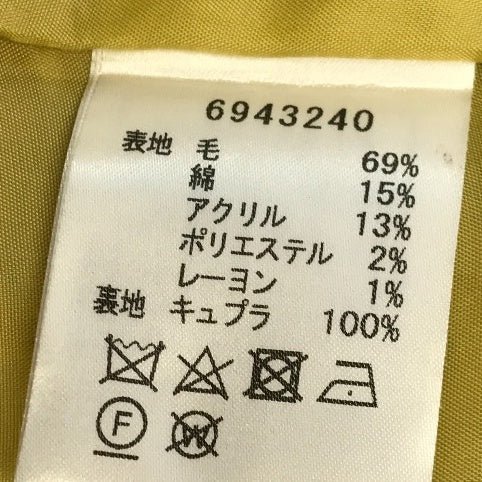 6943240
表地 毛 69%
綿 15%
アクリル 13%
ポリエステル 2%
レーヨン 1%
裏地 キュプラ 100%
F W